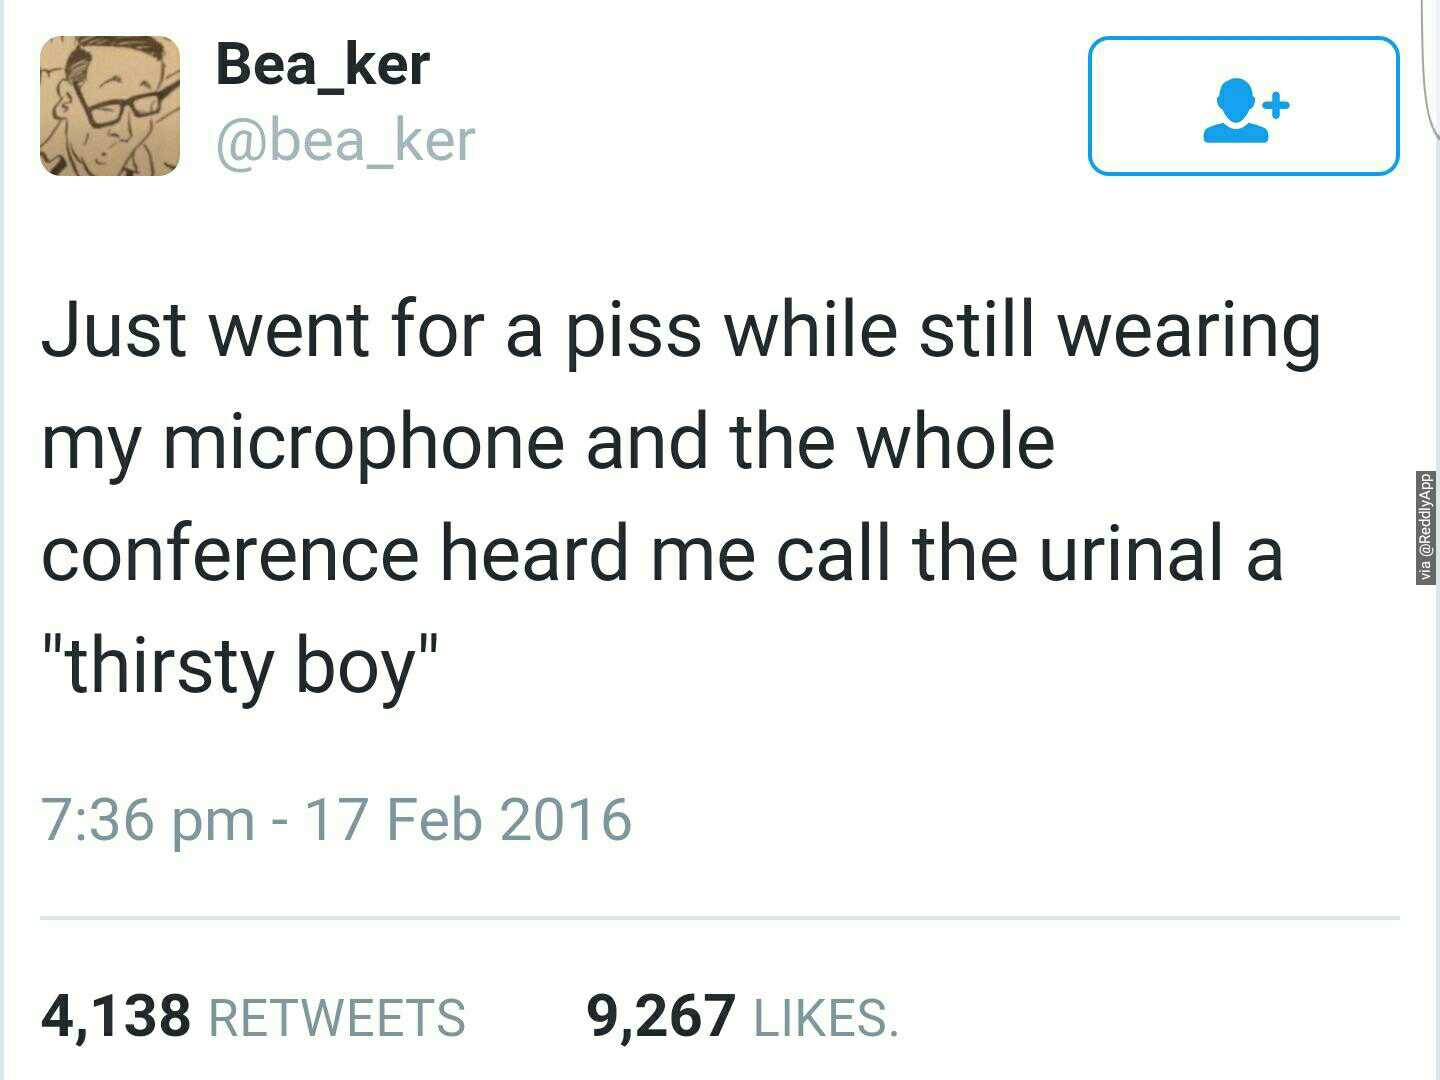 Bea_ker
@bea_ker
Just went for a piss while still wearing
my microphone and the whole
conference heard me call the urinal a
"thirsty boy"
7:36 pm - 17 Feb 2016
4,138 RETWEETS 9,267 LIKES.
via @ReddlyApp